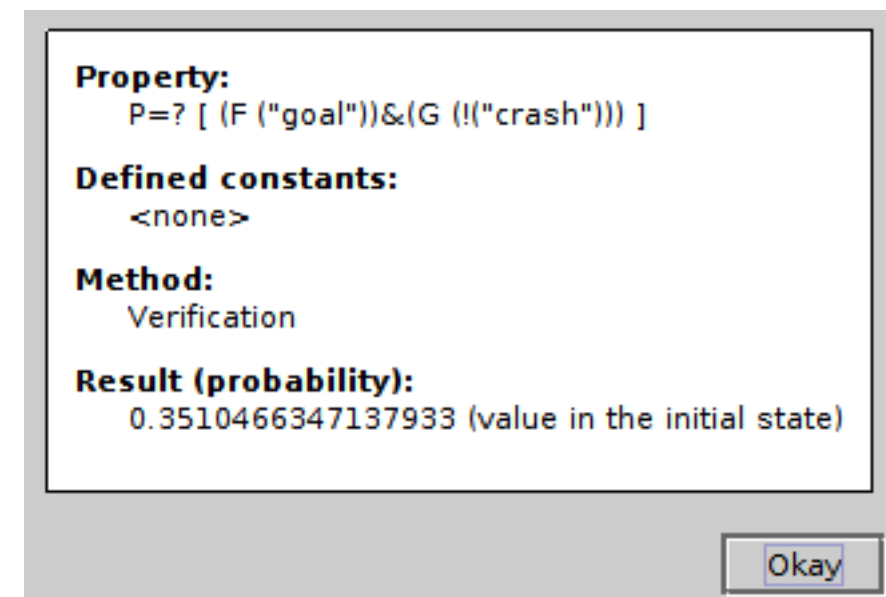 Property:
P=? [ (F ("goal"))&(G (!("crash"))) ]
Defined constants:
<none>
Method:
Verification
Result (probability):
0.3510466347137933 (value in the initial state)
Okay